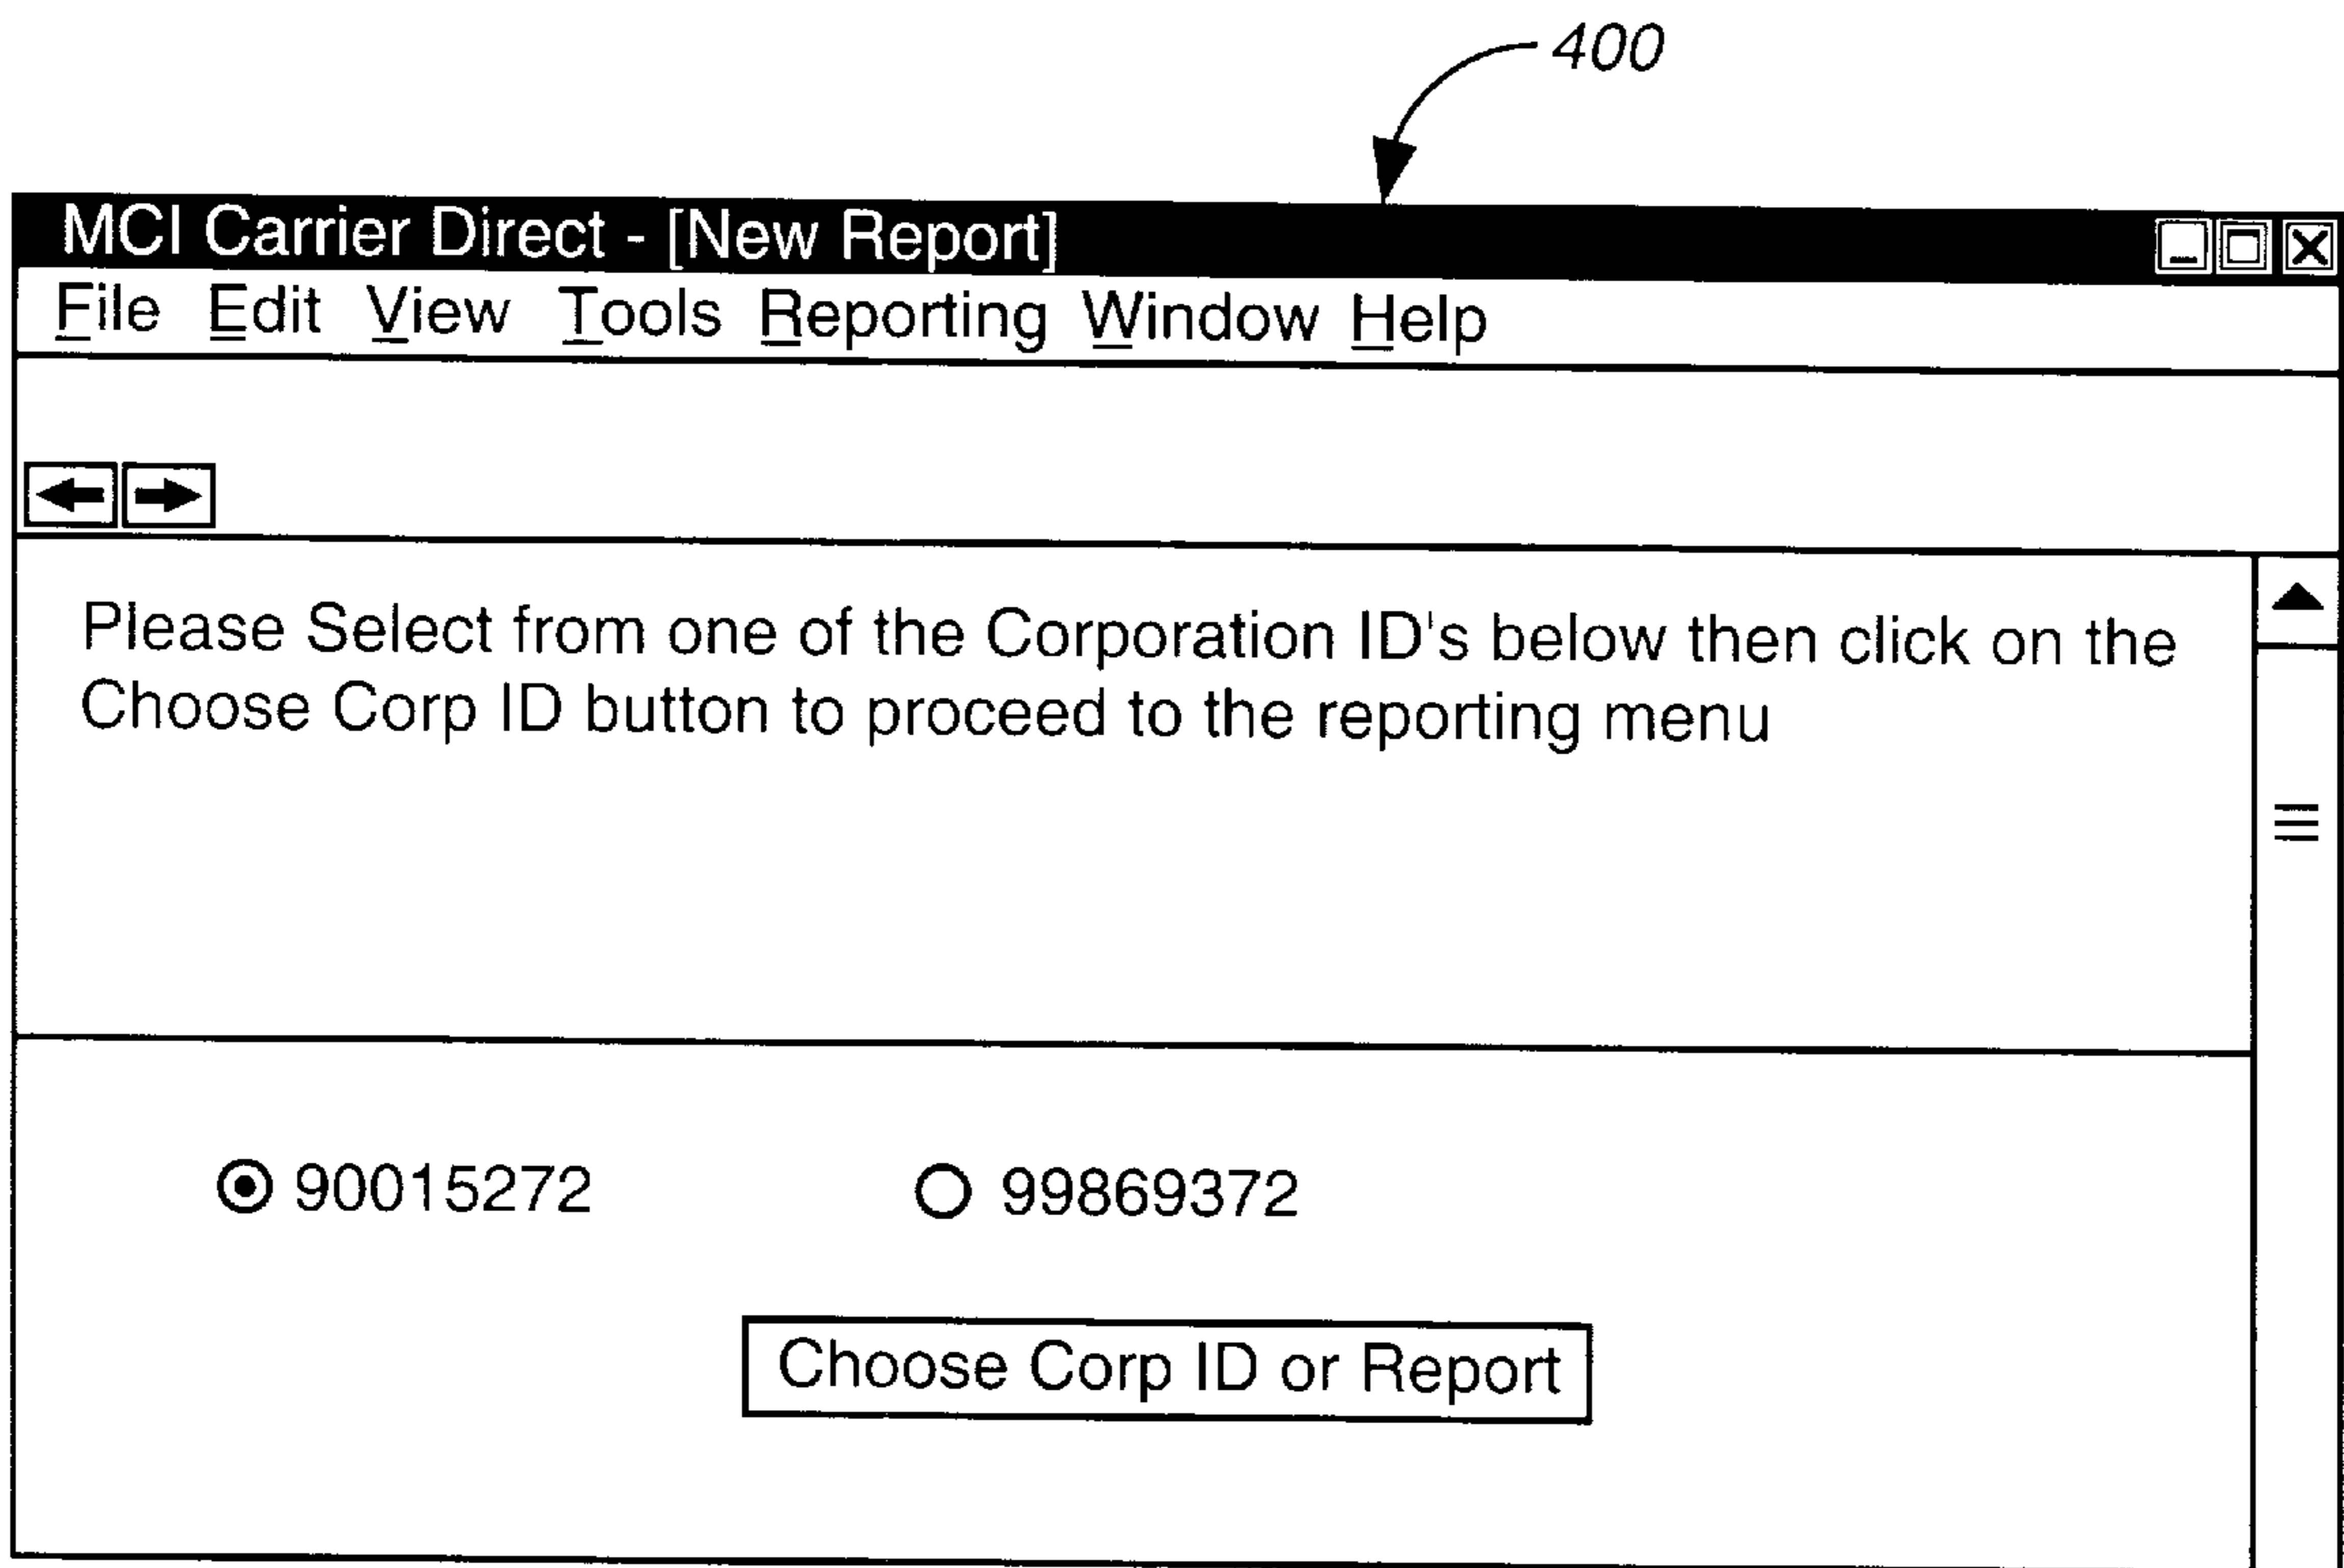 400
MCI Carrier Direct - [New Report]
File Edit View Tools Reporting Window Help
Please Select from one of the Corporation ID's below then click on the
Choose Corp ID button to proceed to the reporting menu
90015272 99869372
Choose Corp ID or Report